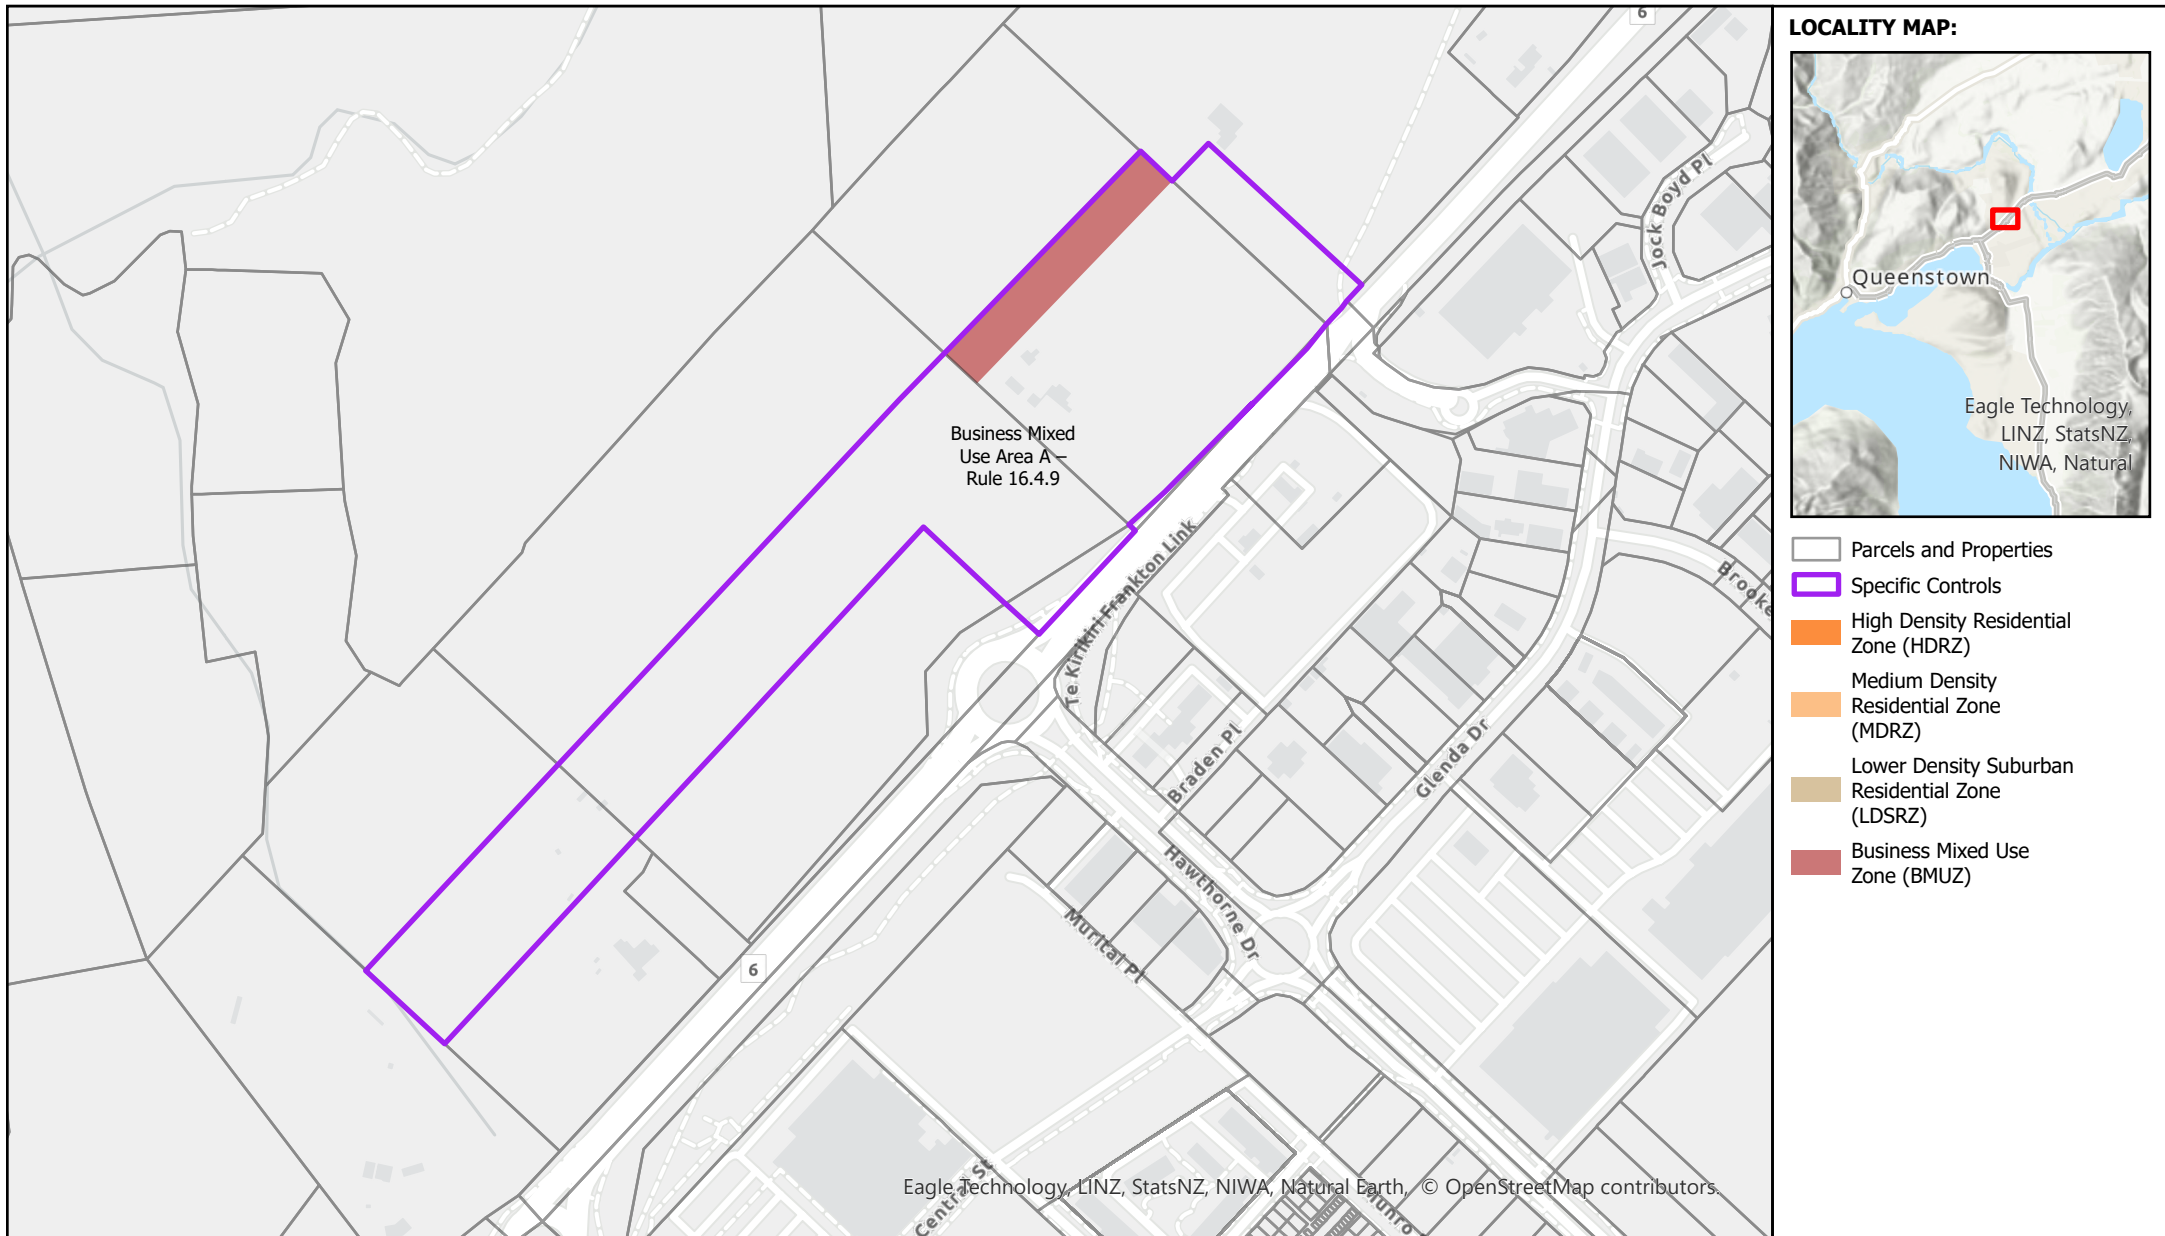 6
Jock Boyd Pl
Business Mixed
Use Area A –
Rule 16.4.9
Te Kirikiri Frankton Link
Brooke
Braden Pl
Glenda Dr
Hawthorne Dr
Muritai Pl
6
Central St
Munro
Eagle Technology, LINZ, StatsNZ, NIWA, Natural Earth, © OpenStreetMap contributors.
LOCALITY MAP:
Queenstown
Eagle Technology,
LINZ, StatsNZ,
NIWA, Natural
Parcels and Properties
Specific Controls
High Density Residential
Zone (HDRZ)
Medium Density
Residential Zone
(MDRZ)
Lower Density Suburban
Residential Zone
(LDSRZ)
Business Mixed Use
Zone (BMUZ)